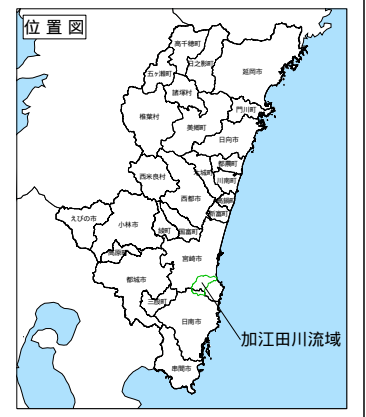 位置図
高千穂町
日之影町
延岡市
五ヶ瀬町
諸塚村
門川町
椎葉村
美郷町
日向市
都農町
木城町
川南町
西米良村
高鍋町
西都市
新富町
えびの市
小林市
綾町
国富町
宮崎市
高原町
都城市
三股町
加江田川流域
日南市
串間市